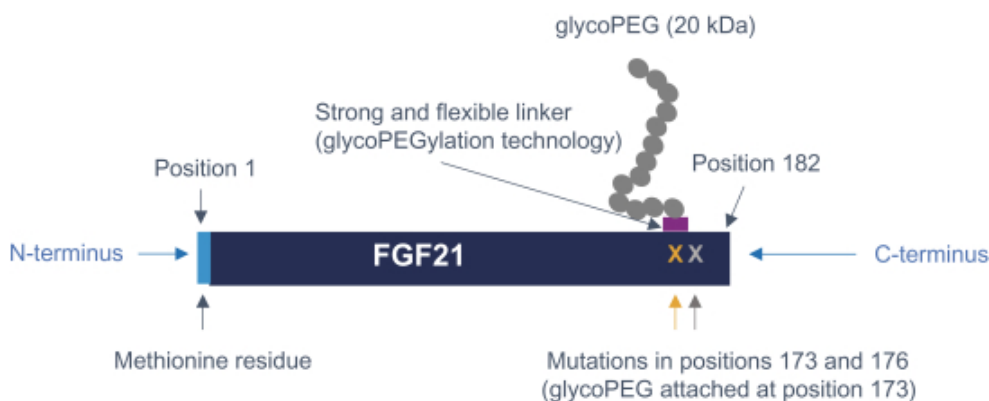 glycoPEG (20 kDa)
Strong and flexible linker
(glycoPEGylation technology)
Position 1
Position 182
N-terminus
FGF21
X X
C-terminus
Methionine residue
Mutations in positions 173 and 176
(glycoPEG attached at position 173)